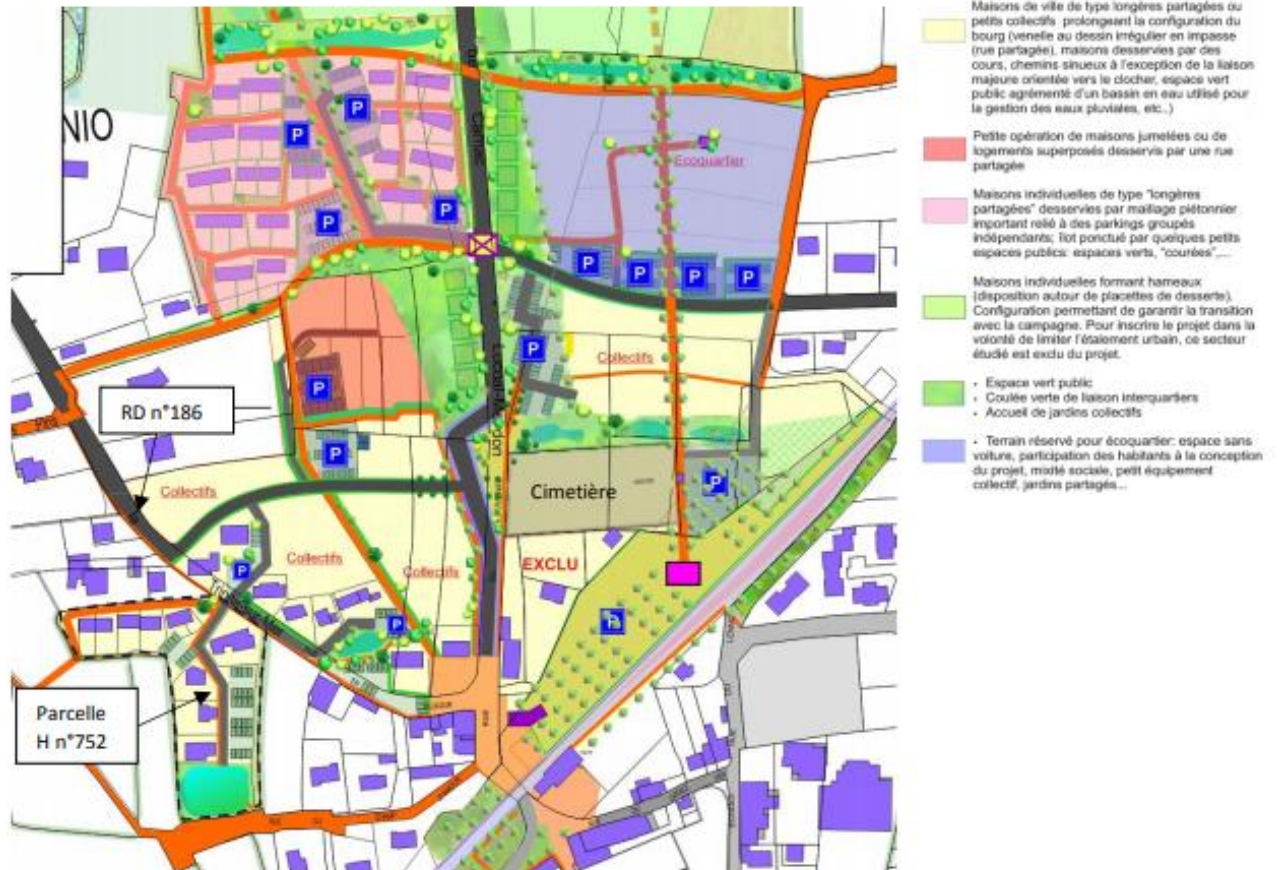 NIO
P
P
P
P
Ecoquartier
P
P
P
P
P
Collectifs
RD n°186
P
P
Collectifs
Cimetière
P
Collectifs
Collectifs
EXCLU
P
P
P
Parcelle
H n°752
Maisons de ville de type longères partagées ou
petits collectifs prolongeant la configuration du
bourg (venelle au dessin irrégulier en impasse
(rue partagée), maisons desservies par des
cours, chemins sinueux à l'exception de la liaison
majeure orientée vers le clocher, espace vert
public agrémenté d'un bassin en eau utilisé pour
la gestion des eaux pluviales, etc..)
Petite opération de maisons jumelées ou de
logements superposés desservis par une rue
partagée
Maisons individuelles de type "longères
partagées" desservies par maillage piétonnier
important relié à des parkings groupés
indépendants; îlot ponctué par quelques petits
espaces publics: espaces verts, "courées",...
Maisons individuelles formant hameaux
(disposition autour de placettes de desserte).
Configuration permettant de garantir la transition
avec la campagne. Pour inscrire le projet dans la
volonté de limiter l'étalement urbain, ce secteur
étudié est exclu du projet.
- Espace vert public
- Coulée verte de liaison interquartiers
- Accueil de jardins collectifs
- Terrain réservé pour écoquartier: espace sans
voiture, participation des habitants à la conception
du projet, mixité sociale, petit équipement
collectif, jardins partagés...